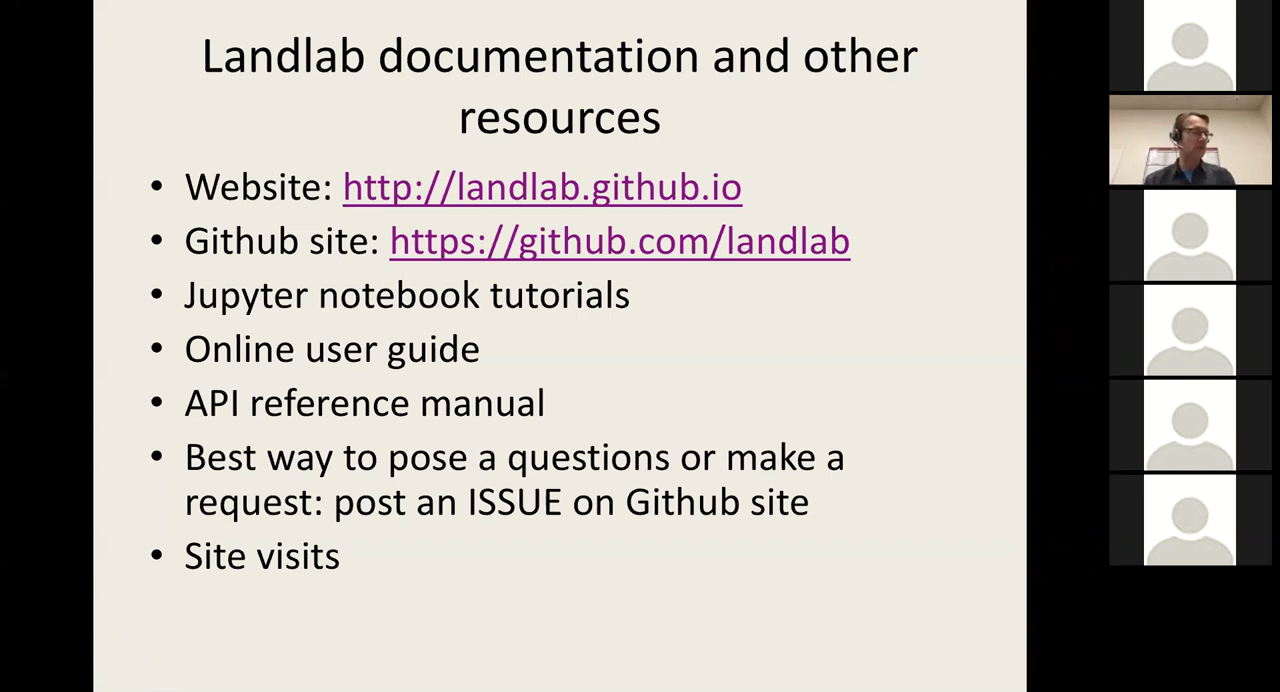 Landlab documentation and other
resources
• Website: http://landlab.github.io
• Github site: https://github.com/landlab
• Jupyter notebook tutorials
• Online user guide
• API reference manual
• Best way to pose a questions or make a
request: post an ISSUE on Github site
• Site visits